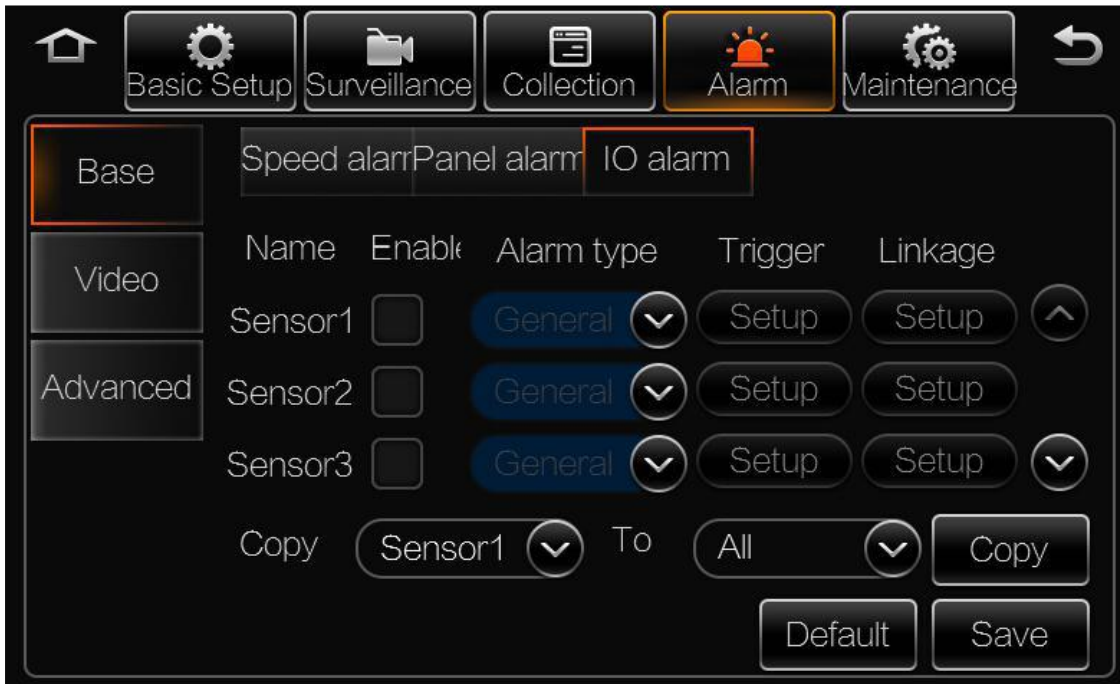 Basic Setup Surveillance Collection Alarm Maintenance
Base
Video
Advanced
Speed alarr Panel alarm IO alarm
Name Enable Alarm type Trigger Linkage
Sensor1 General Setup Setup
Sensor2 General Setup Setup
Sensor3 General Setup Setup
Copy Sensor1 To All Copy
Default Save